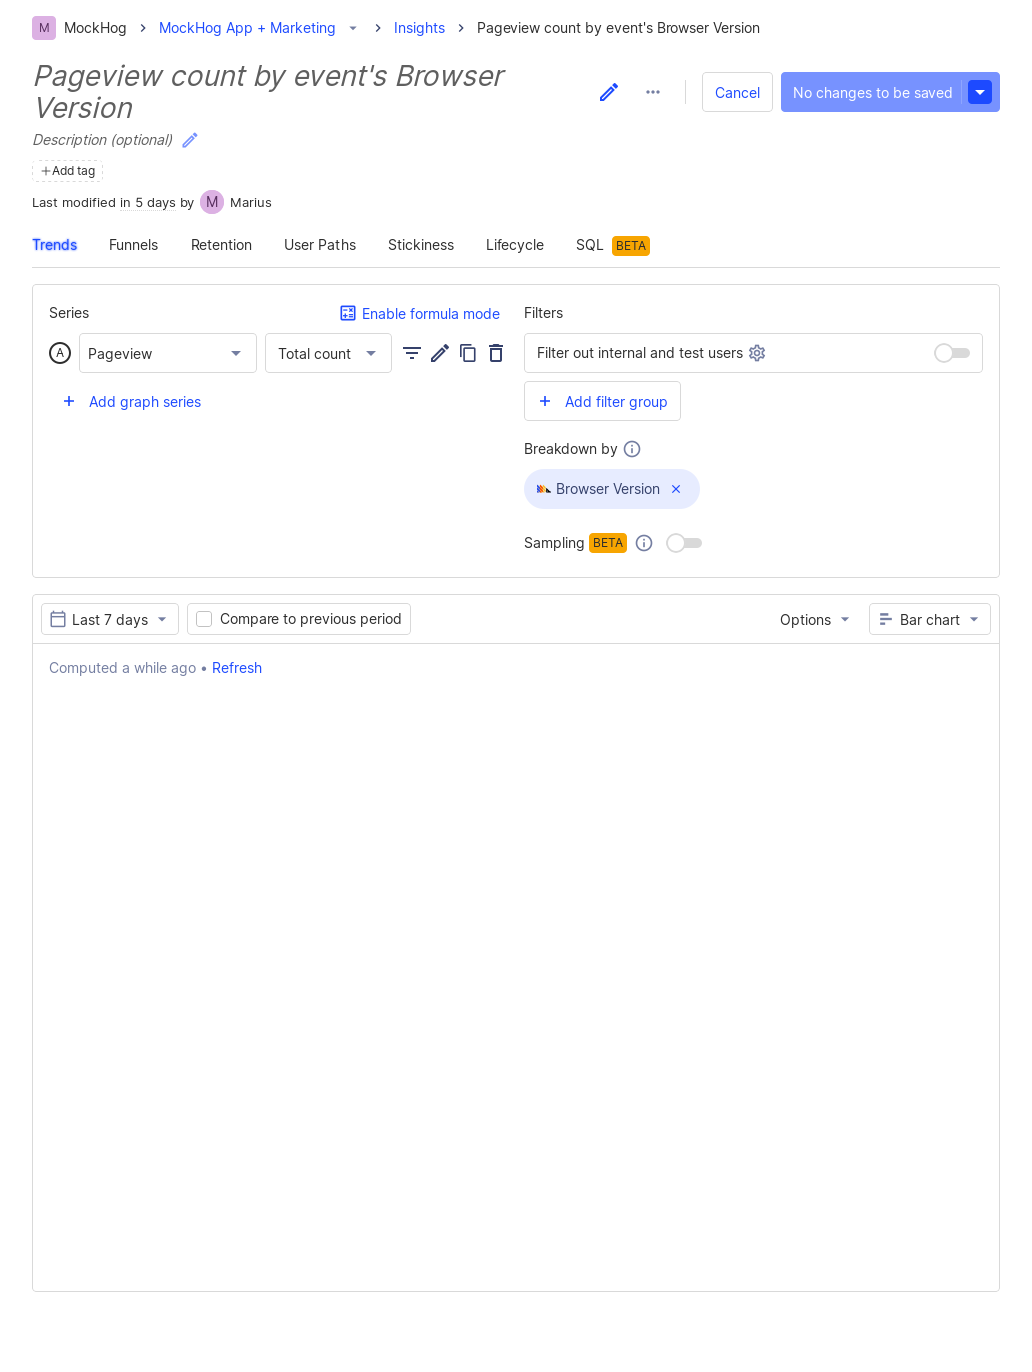 M MockHog MockHog App + Marketing Insights Pageview count by event's Browser Version
Pageview count by event's Browser
Version
Cancel
No changes to be saved
Description (optional)
Add tag
Last modified in 5 days by M Marius
Trends Funnels Retention User Paths Stickiness Lifecycle SQL BETA
Series
Enable formula mode
A Pageview Total count
Add graph series
Filters
Filter out internal and test users
Add filter group
Breakdown by
Browser Version
Sampling BETA
Last 7 days Compare to previous period Options Bar chart
Computed a while ago • Refresh